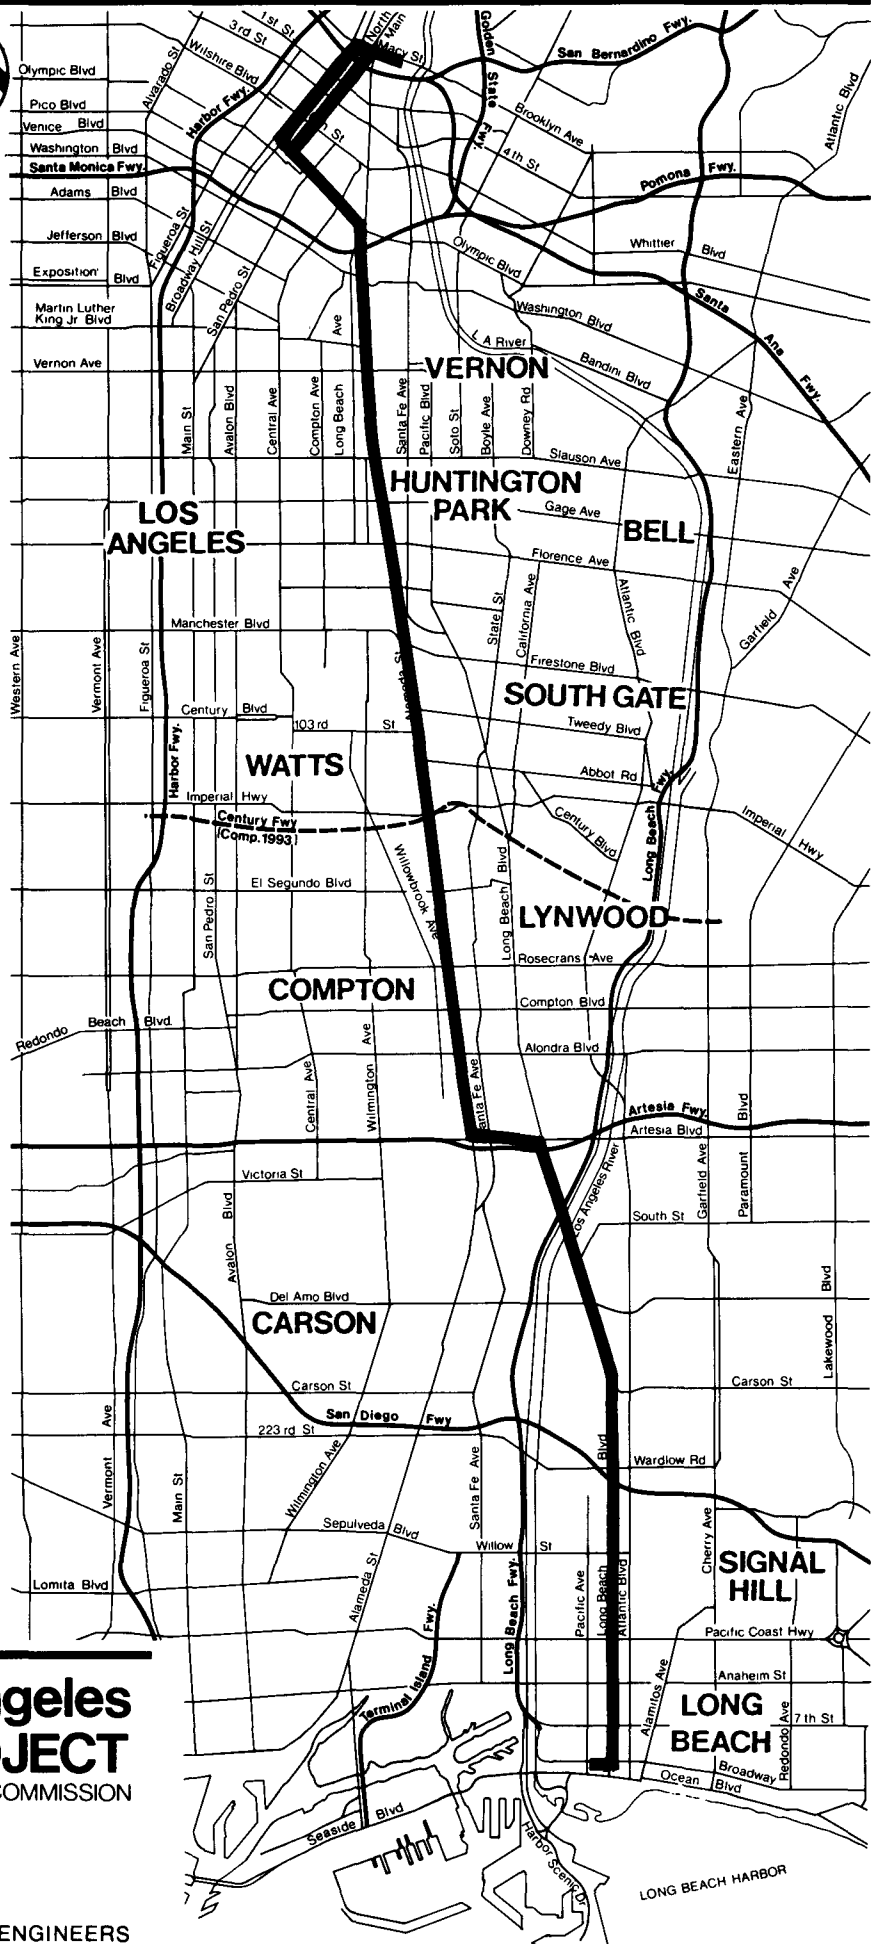 1st St
3rd St
North
Main
Macy St
Golden State Fwy.
San Bernardino Fwy.
Alvarado St
Wilshire Blvd
Olympic Blvd
Harbor Fwy.
Pico Blvd
Venice Blvd
Washington Blvd
Santa Monica Fwy.
Adams Blvd
Brooklyn Ave
4th St
Atlantic Blvd
Pomona Fwy.
Jefferson Blvd
Figueroa St
Broadway
Hill St
San Pedro St
Olympic Blvd
Whittier Blvd
Exposition Blvd
Martin Luther
King Jr Blvd
Washington Blvd
Santa Ana Fwy.
L A River
Bandini Blvd
Vernon Ave
VERNON
Main St
Avalon Blvd
Central Ave
Compton Ave
Long Beach Ave
Santa Fe Ave
Pacific Blvd
Soto St
Boyle Ave
Downey Rd
Eastern Ave
Slauson Ave
HUNTINGTON
PARK
Gage Ave
LOS
ANGELES
BELL
Florence Ave
State St
California Ave
Atlantic Blvd
Garfield Ave
Manchester Blvd
Western Ave
Vermont Ave
Figueroa St
Firestone Blvd
SOUTH GATE
Century Blvd
103rd St
Tweedy Blvd
Harbor Fwy.
WATTS
Abbot Rd
Imperial Hwy
Century Fwy
(Comp.1993)
Century Blvd
Long Beach Fwy.
Imperial Hwy
Willowbrook Ave
El Segundo Blvd
San Pedro St
Long Beach Blvd
LYNWOOD
Rosecrans Ave
COMPTON
Compton Blvd
Redondo Beach Blvd.
Alondra Blvd
Central Ave
Wilmington Ave
Santa Fe Ave
Artesia Fwy.
Artesia Blvd
Los Angeles River
Garfield Ave
Paramount Blvd
Victoria St
South St
Avalon Blvd
Del Amo Blvd
CARSON
Lakewood Blvd
Carson St
Carson St
San Diego Fwy
223 rd St
Wardlow Rd
Vermont Ave
Main St
Wilmington Ave
Santa Fe Ave
Sepulveda Blvd
Willow St
Cherry Ave
SIGNAL
HILL
Lomita Blvd
Alameda St
Long Beach Fwy.
Pacific Ave
Long Beach Blvd
Atlantic Blvd
Pacific Coast Hwy
Terminal Island Fwy.
Alamitos Ave
Anaheim St
LONG
BEACH
Redondo Ave
7 th St
Broadway
Ocean Blvd
Seaside Blvd
Harbor Scenic Dr
LONG BEACH HARBOR
geles
JECT
COMMISSION
ENGINEERS